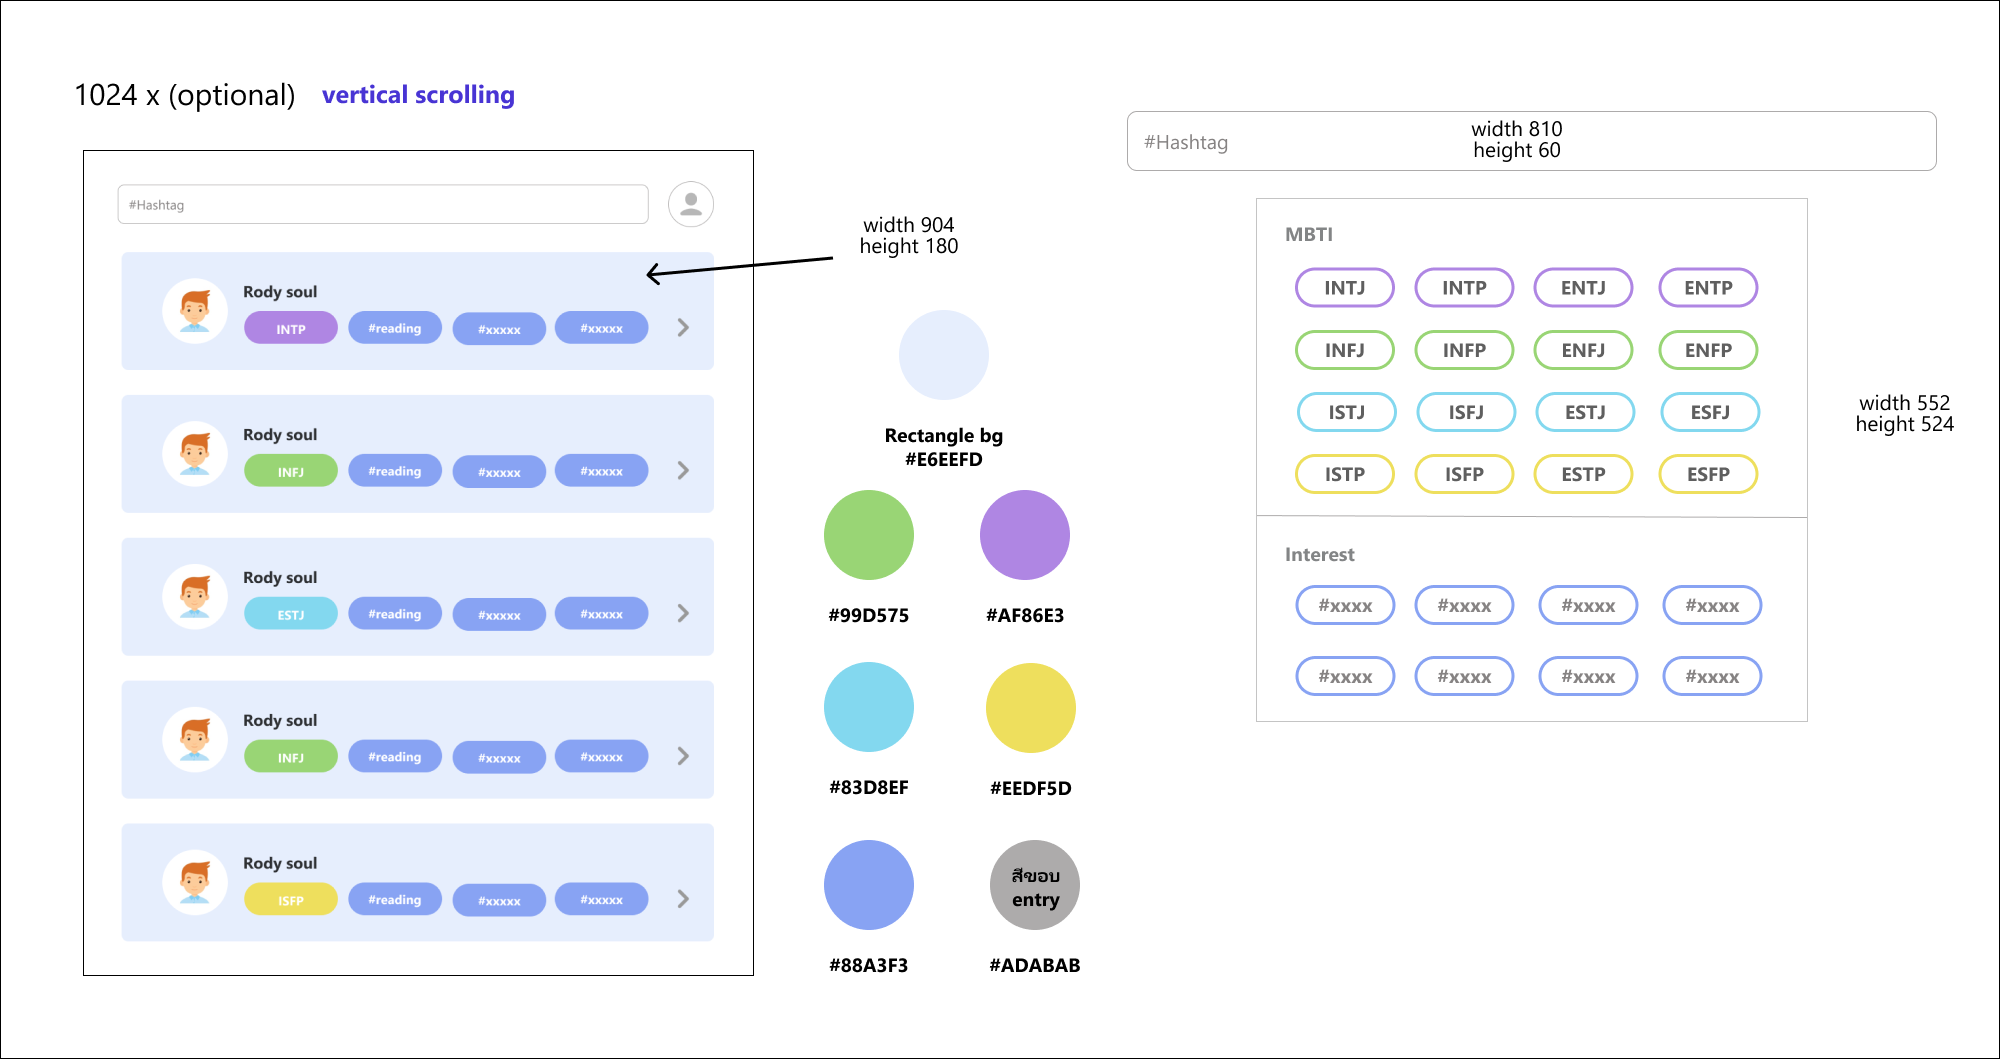 1024 x (optional) vertical scrolling
#Hashtag
Rody soul
INTP #reading #xxxxx #xxxxx
Rody soul
INFJ #reading #xxxxx #xxxxx
Rody soul
ESTJ #reading #xxxxx #xxxxx
Rody soul
INFJ #reading #xxxxx #xxxxx
Rody soul
ISFP #reading #xxxxx #xxxxx
width 904
height 180
Rectangle bg
#E6EEFD
#99D575 #AF86E3
#83D8EF #EEDF5D
สีขอบ
entry
#88A3F3 #ADABAB
#Hashtag
width 810
height 60
MBTI
INTJ INTP ENTJ ENTP
INFJ INFP ENFJ ENFP
ISTJ ISFJ ESTJ ESFJ
ISTP ISFP ESTP ESFP
Interest
#xxxx #xxxx #xxxx #xxxx
#xxxx #xxxx #xxxx #xxxx
width 552
height 524